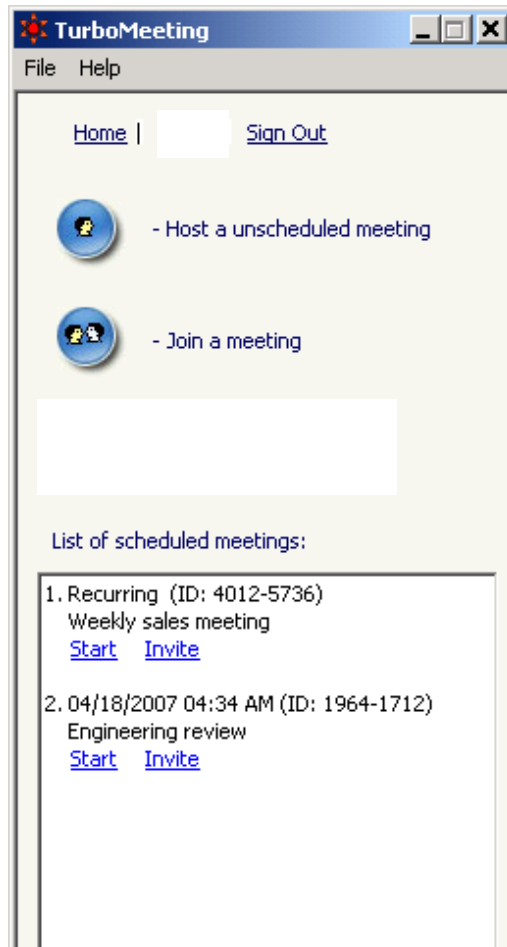 TurboMeeting
File Help
Home | Sign Out
- Host a unscheduled meeting
- Join a meeting
List of scheduled meetings:
1. Recurring (ID: 4012-5736)
Weekly sales meeting
Start Invite
2. 04/18/2007 04:34 AM (ID: 1964-1712)
Engineering review
Start Invite